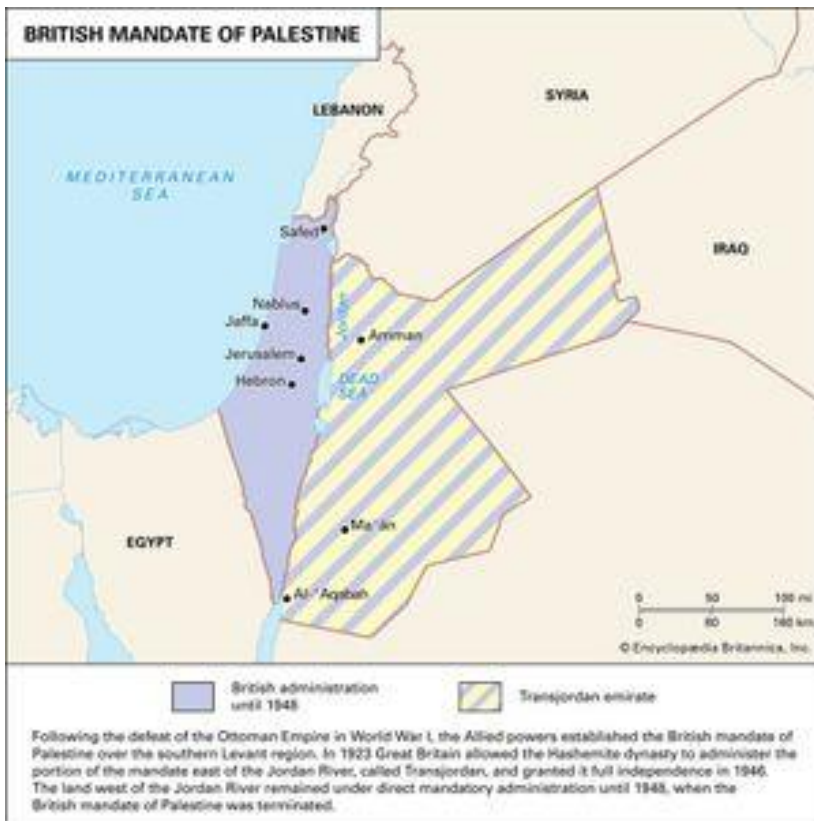 BRITISH MANDATE OF PALESTINE
LEBANON
SYRIA
MEDITERRANEAN
SEA
Safed
IRAQ
Nablus
Jaffa
Jordan
Amman
Jerusalem
Hebron
DEAD
SEA
Ma'ān
EGYPT
Al-'Aqabah
0 50 100 mi
0 80 160 km
© Encyclopædia Britannica, Inc.
British administration
until 1948
Transjordan emirate
Following the defeat of the Ottoman Empire in World War I, the Allied powers established the British mandate of
Palestine over the southern Levant region. In 1923 Great Britain allowed the Hashemite dynasty to administer the
portion of the mandate east of the Jordan River, called Transjordan, and granted it full independence in 1946.
The land west of the Jordan River remained under direct mandatory administration until 1948, when the
British mandate of Palestine was terminated.